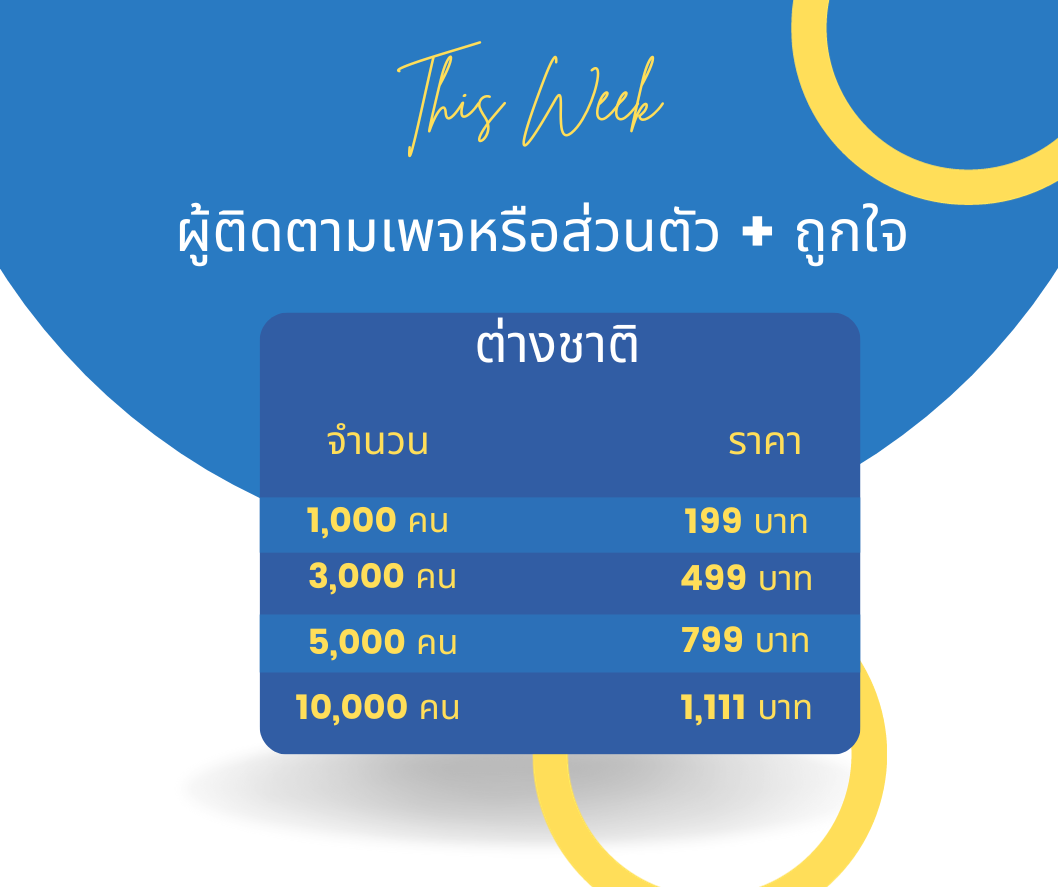 This Week
ผู้ติดตามเพจหรือส่วนตัว + ถูกใจ
ต่างชาติ
จำนวน ราคา
1,000 คน 199 บาท
3,000 คน 499 บาท
5,000 คน 799 บาท
10,000 คน 1,111 บาท